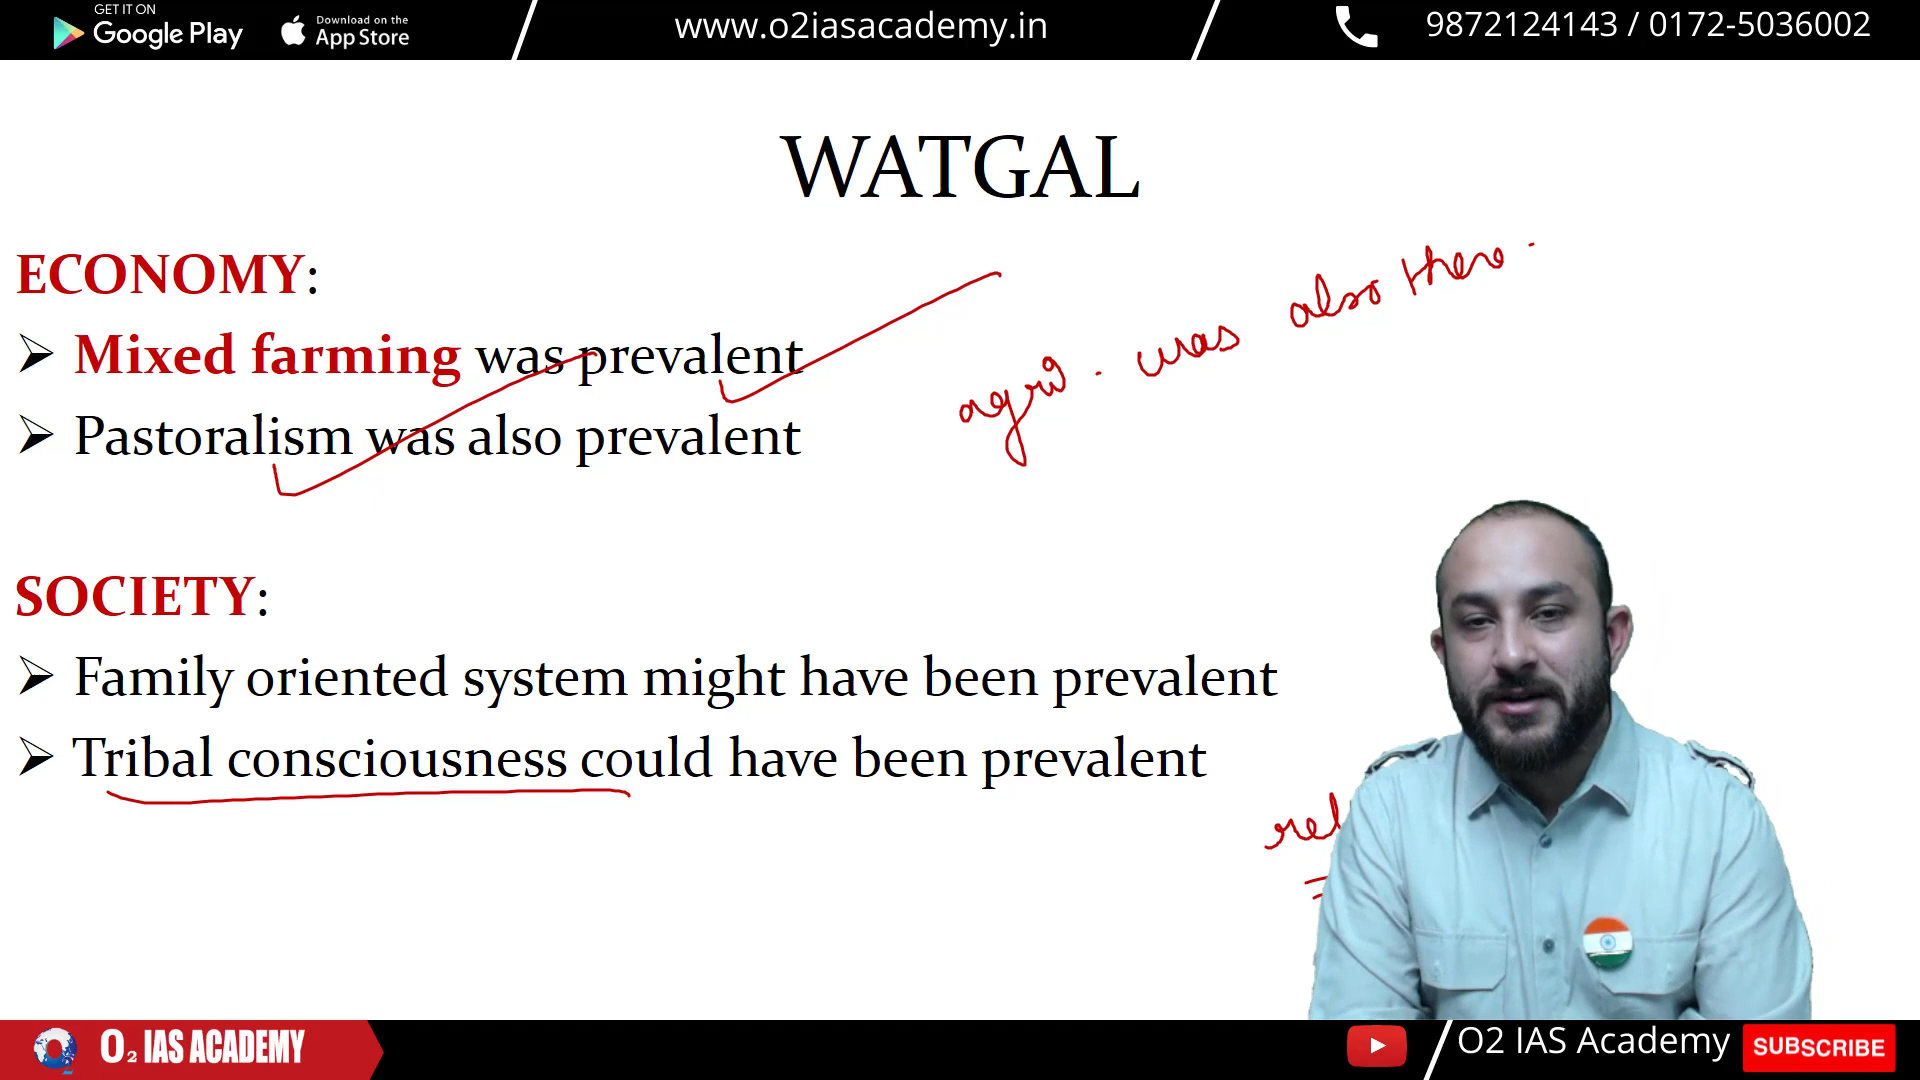 GET IT ON
Google Play
Download on the
App Store
www.o2iasacademy.in
9872124143 / 0172-5036002
WATGAL
ECONOMY:
➢ Mixed farming was prevalent
➢ Pastoralism was also prevalent
agri. was also there.
SOCIETY:
➢ Family oriented system might have been prevalent
➢ Tribal consciousness could have been prevalent
O2 IAS ACADEMY
O2 IAS Academy
SUBSCRIBE